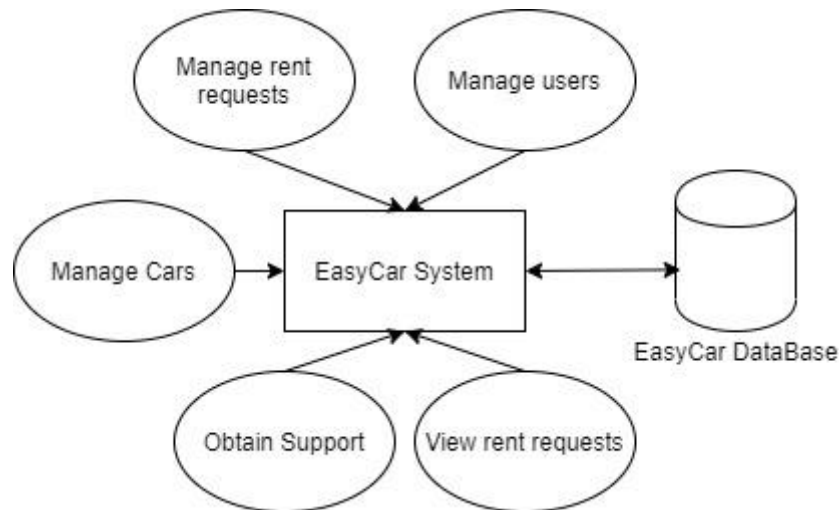 Manage rent
requests
Manage users
Manage Cars
EasyCar System
EasyCar DataBase
Obtain Support
View rent requests